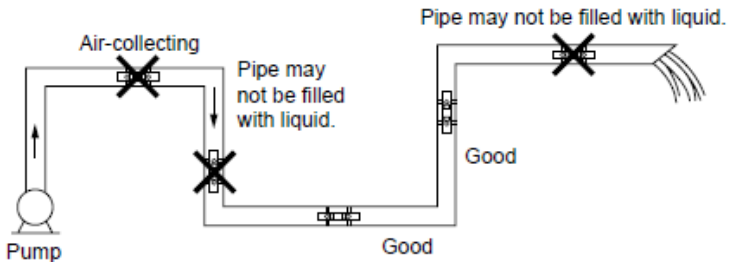 Pipe may not be filled with liquid.
Air-collecting
Pipe may
not be filled
with liquid.
Good
Good
Pump